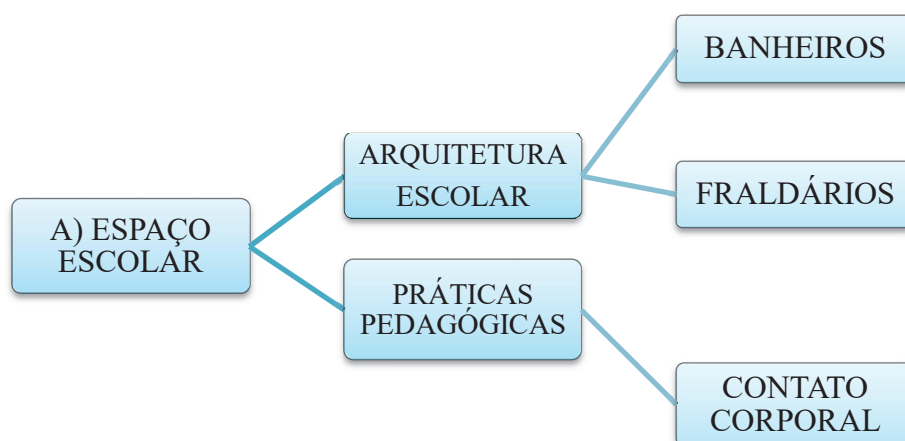 A) ESPAÇO
ESCOLAR
ARQUITETURA
ESCOLAR
BANHEIROS
FRALDÁRIOS
PRÁTICAS
PEDAGÓGICAS
CONTATO
CORPORAL